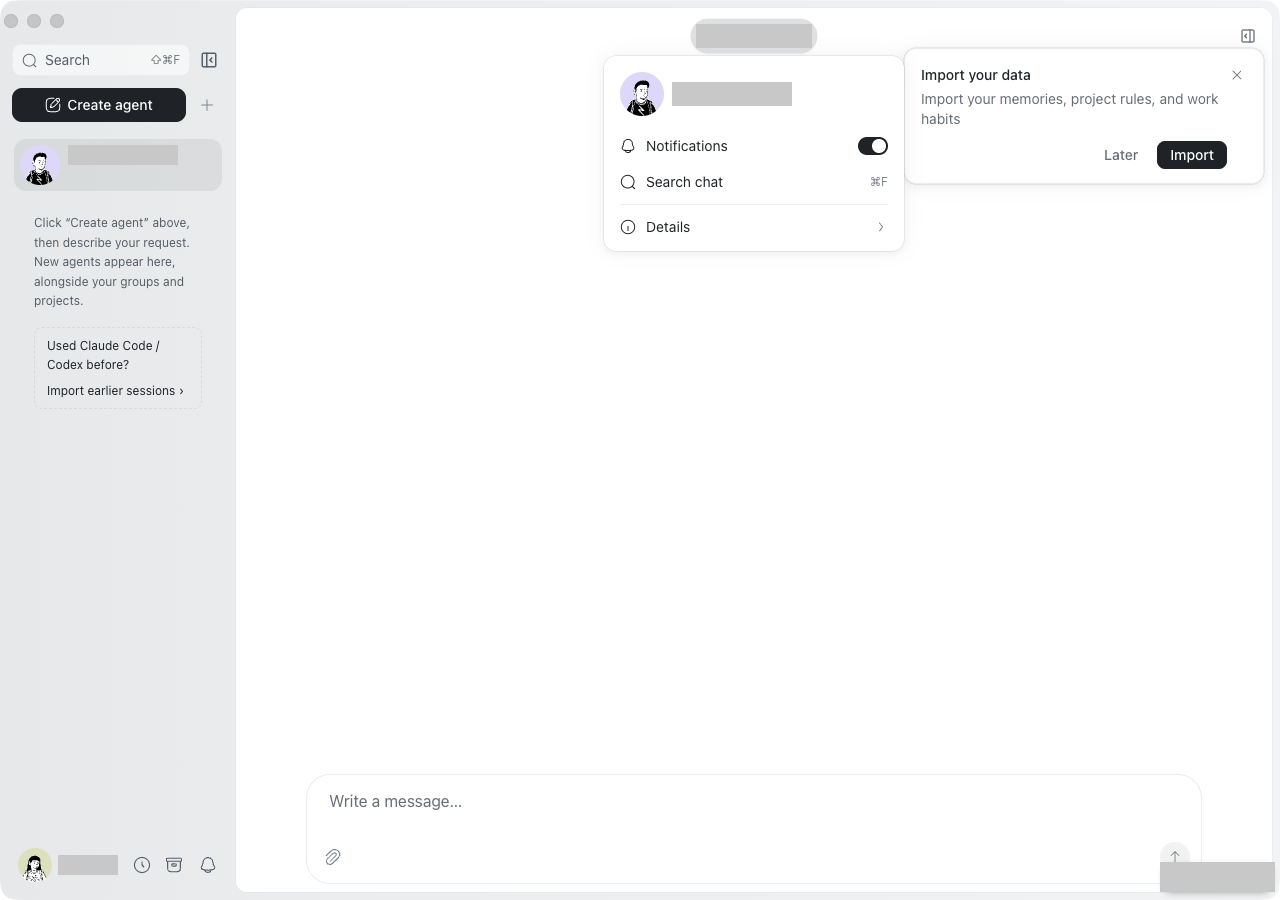 Search ⇧⌘F
Create agent
Click “Create agent” above,
then describe your request.
New agents appear here,
alongside your groups and
projects.
Used Claude Code /
Codex before?
Import earlier sessions ›
Notifications
Search chat ⌘F
Details
Import your data
Import your memories, project rules, and work
habits
Later Import
Write a message...